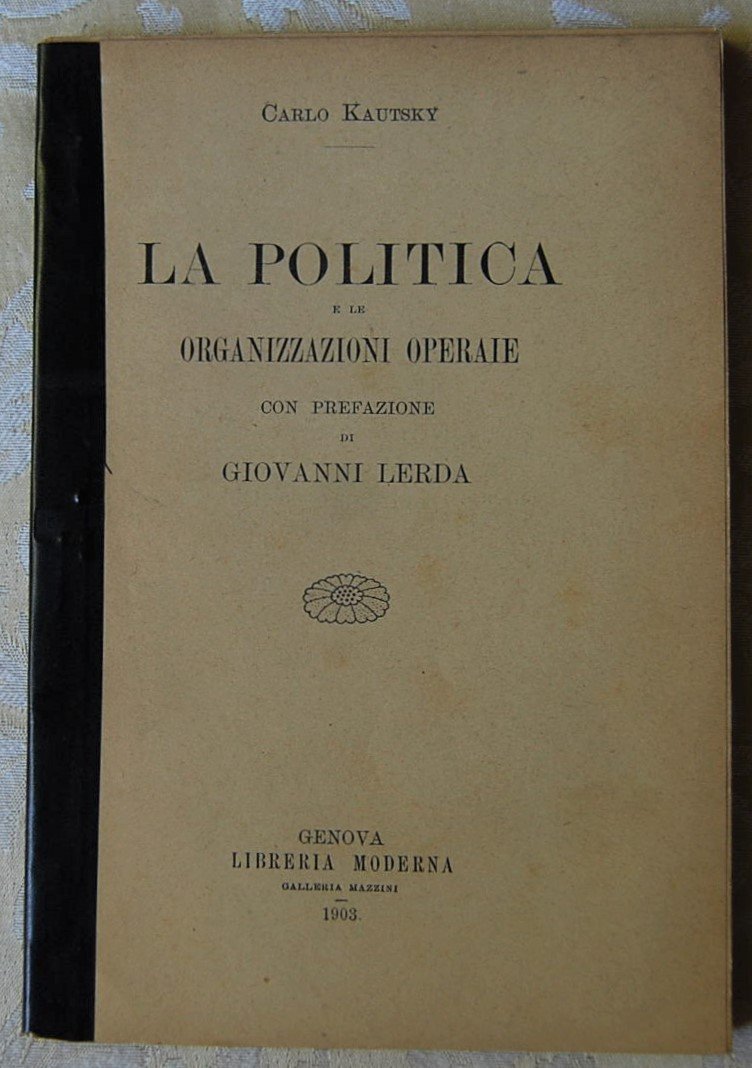 Carlo Kautsky
LA POLITICA
E LE
ORGANIZZAZIONI OPERAIE
CON PREFAZIONE
DI
GIOVANNI LERDA
GENOVA
LIBRERIA MODERNA
GALLERIA MAZZINI
1903.